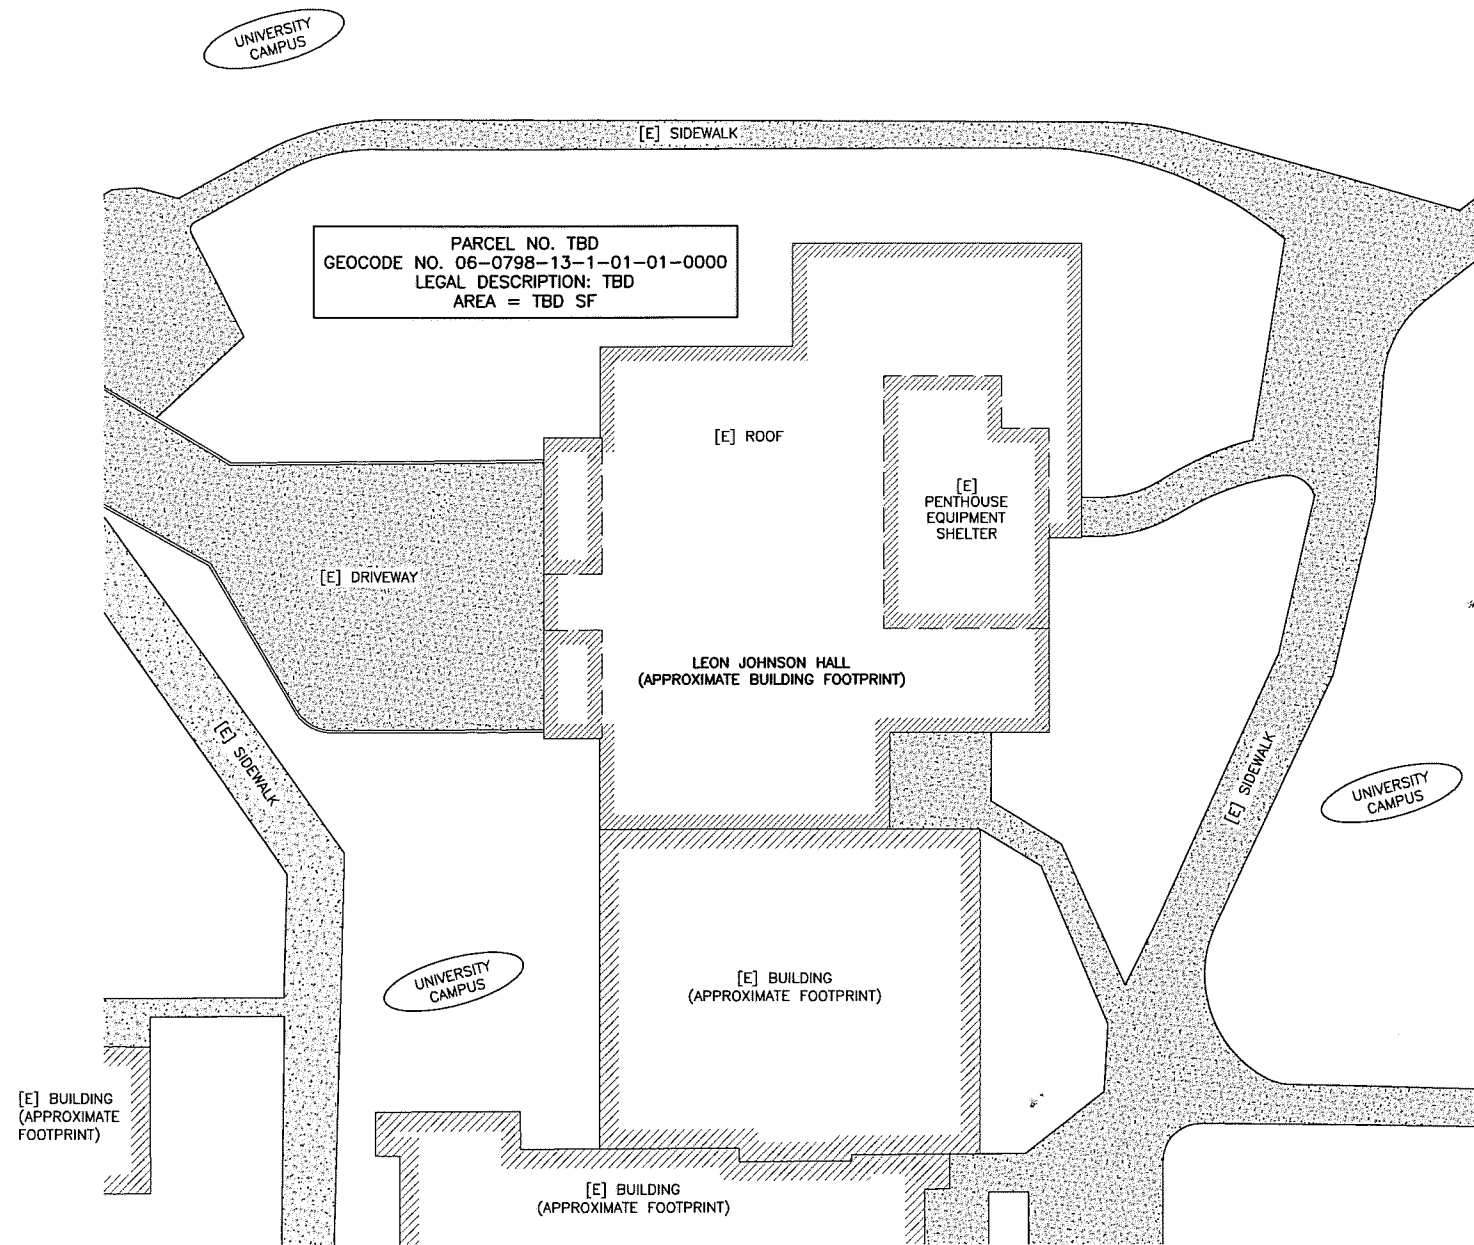 UNIVERSITY
CAMPUS
[E] SIDEWALK
PARCEL NO. TBD
GEOCODE NO. 06-0798-13-1-01-01-0000
LEGAL DESCRIPTION: TBD
AREA = TBD SF
[E] ROOF
[E]
PENTHOUSE
EQUIPMENT
SHELTER
[E] DRIVEWAY
LEON JOHNSON HALL
(APPROXIMATE BUILDING FOOTPRINT)
[E] SIDEWALK
[E] SIDEWALK
UNIVERSITY
CAMPUS
UNIVERSITY
CAMPUS
[E] BUILDING
(APPROXIMATE FOOTPRINT)
[E] BUILDING
(APPROXIMATE
FOOTPRINT)
[E] BUILDING
(APPROXIMATE FOOTPRINT)